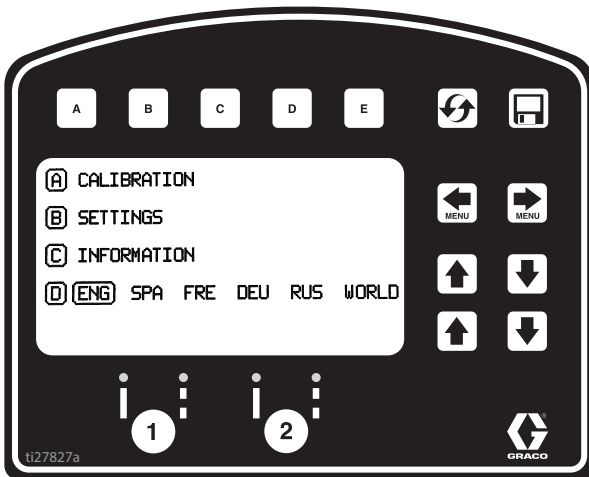 A B C D E
A CALIBRATION
B SETTINGS
C INFORMATION
D ENG SPA FRE DEU RUS WORLD
MENU MENU
1 2
ti27827a
GRACO